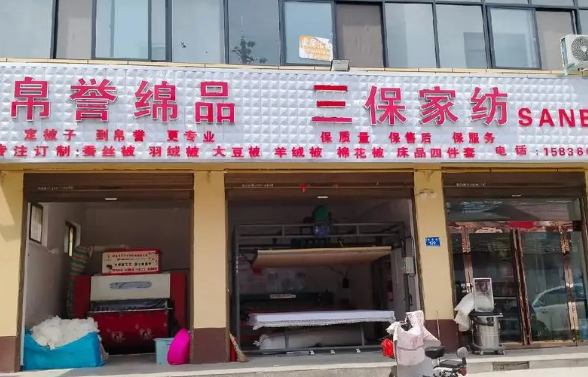 帛誉绵品 三保家纺 SANB
定被子 到帛誉 更专业 保质量 保售后 保服务
专注订制:蚕丝被 羽绒被 大豆被 羊绒被 棉花被 床品四件套 电话:15836